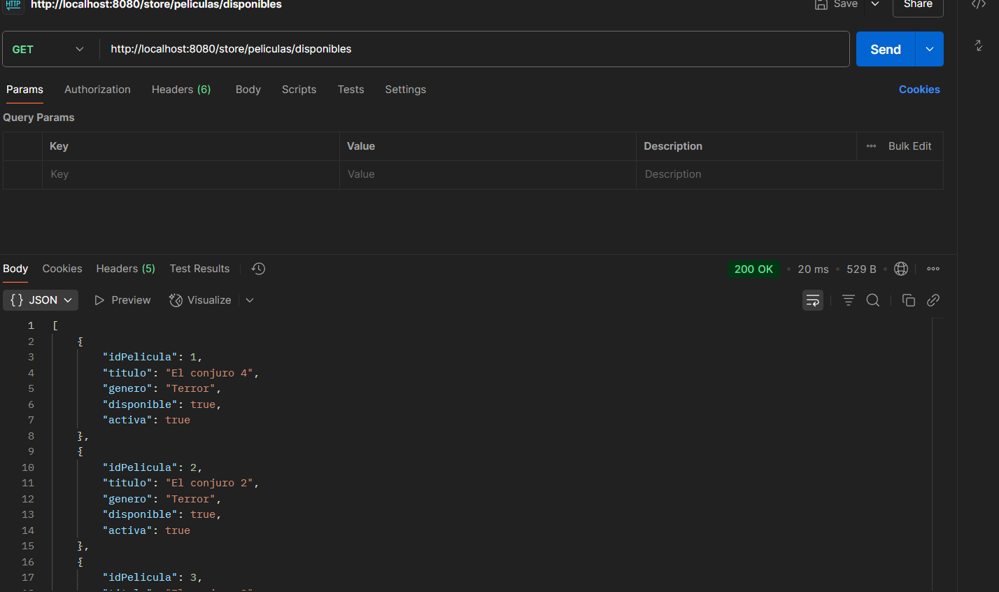 HTTP http://localhost:8080/store/peliculas/disponibles Save Share
GET http://localhost:8080/store/peliculas/disponibles Send
Params Authorization Headers (6) Body Scripts Tests Settings Cookies
Query Params
Key Value Description Bulk Edit
Key Value Description
Body Cookies Headers (5) Test Results 200 OK • 20 ms • 529 B •
{} JSON Preview Visualize
1 [
2 {
3 "idPelicula": 1,
4 "titulo": "El conjuro 4",
5 "genero": "Terror",
6 "disponible": true,
7 "activa": true
8 },
9 {
10 "idPelicula": 2,
11 "titulo": "El conjuro 2",
12 "genero": "Terror",
13 "disponible": true,
14 "activa": true
15 },
16 {
17 "idPelicula": 3,